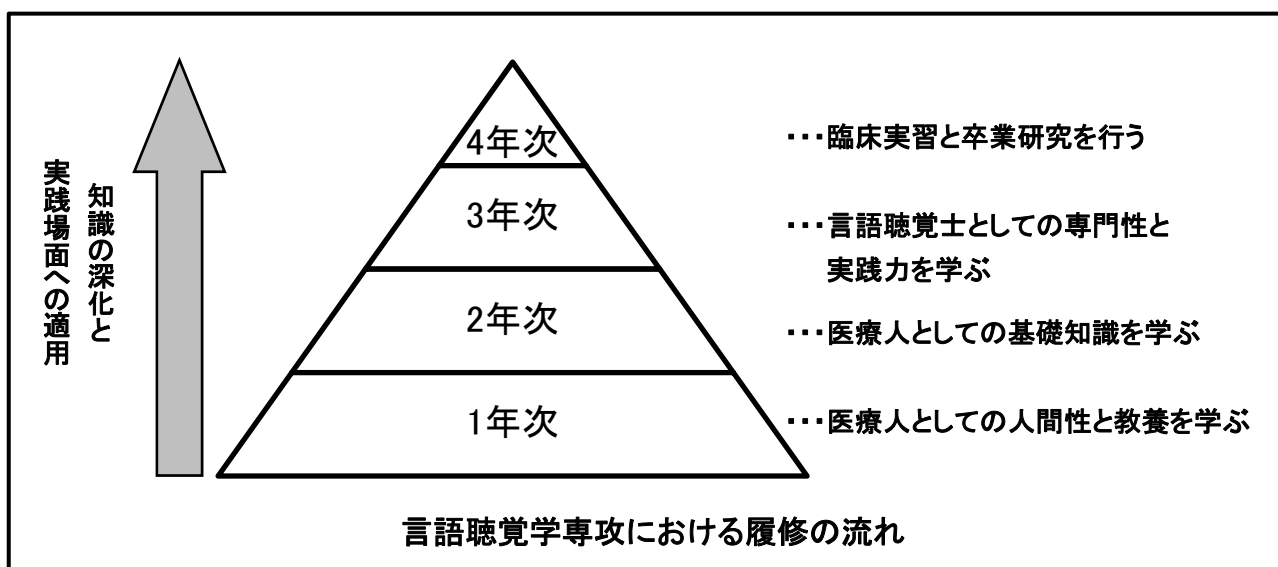 知識の深化と
実践場面への適用
4年次
・・・臨床実習と卒業研究を行う
3年次
・・・言語聴覚士としての専門性と
実践力を学ぶ
2年次
・・・医療人としての基礎知識を学ぶ
1年次
・・・医療人としての人間性と教養を学ぶ
言語聴覚学専攻における履修の流れ